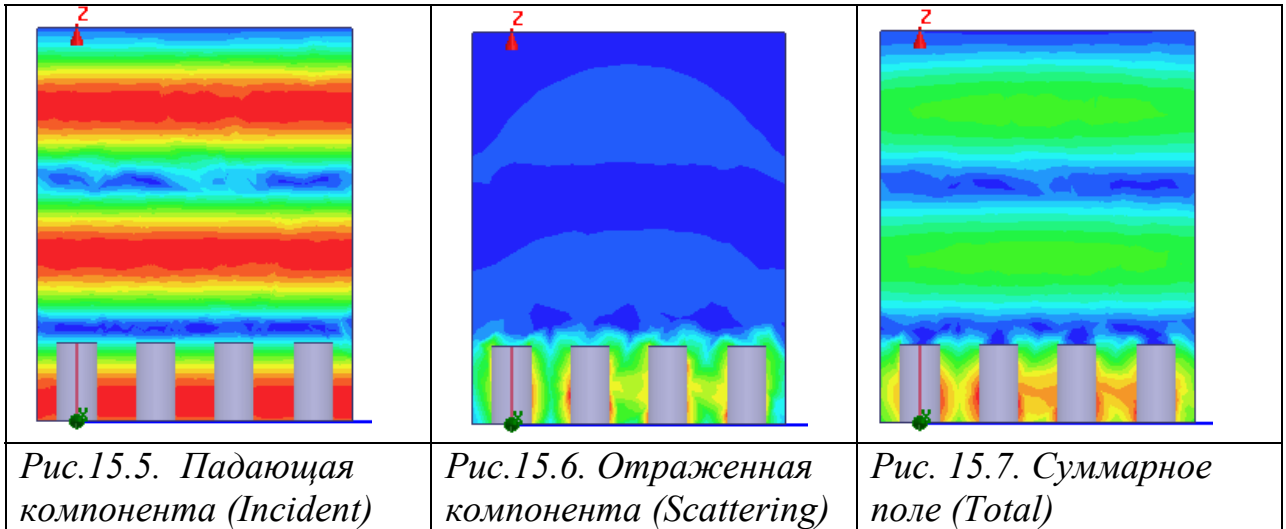 Z
Z
Z
Рис.15.5. Падающая
компонента (Incident)
Рис.15.6. Отраженная
компонента (Scattering)
Рис. 15.7. Суммарное
поле (Total)